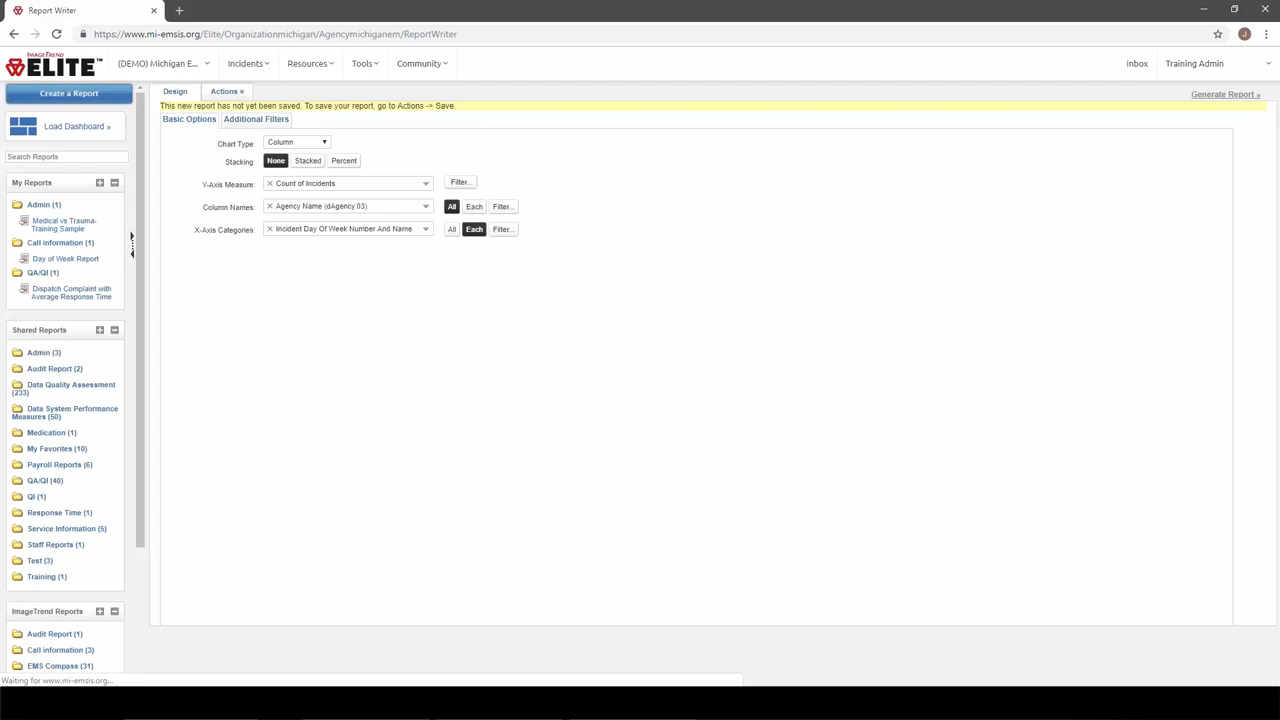 Report Writer
https://www.mi-emsis.org/Elite/Organizationmichigan/Agencymichiganem/ReportWriter
J
IMAGETREND
ELITE™
(DEMO) Michigan E...
Incidents
Resources
Tools
Community
Inbox
Training Admin
Create a Report
Load Dashboard »
Search Reports
My Reports
Admin (1)
Medical vs Trauma-
Training Sample
Call information (1)
Day of Week Report
QA/QI (1)
Dispatch Complaint with
Average Response Time
Shared Reports
Admin (3)
Audit Report (2)
Data Quality Assessment
(233)
Data System Performance
Measures (50)
Medication (1)
My Favorites (10)
Payroll Reports (6)
QA/QI (40)
QI (1)
Response Time (1)
Service Information (5)
Staff Reports (1)
Test (3)
Training (1)
ImageTrend Reports
Audit Report (1)
Call information (3)
EMS Compass (31)
Design
Actions
Generate Report »
This new report has not yet been saved. To save your report, go to Actions -> Save.
Basic Options
Additional Filters
Chart Type: Column
Stacking: None Stacked Percent
Y-Axis Measure: Count of Incidents Filter...
Column Names: Agency Name (dAgency.03) All Each Filter...
X-Axis Categories: Incident Day Of Week Number And Name All Each Filter...
Waiting for www.mi-emsis.org...